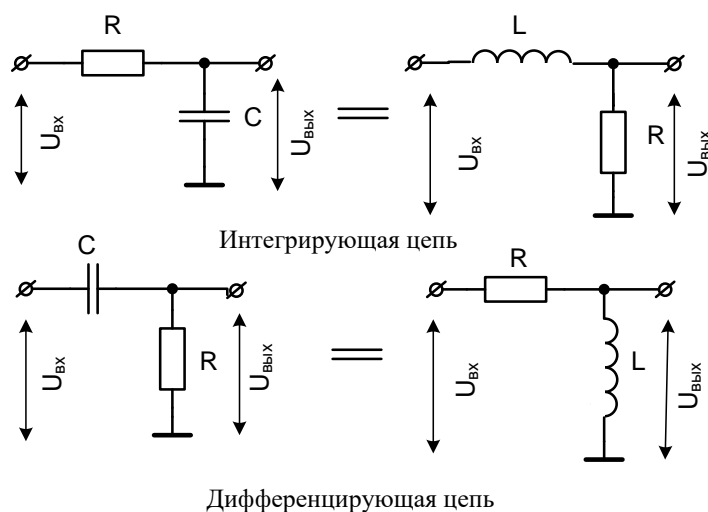 R
L
C
R
Uвх
Uвых
Uвх
Uвых
Интегрирующая цепь
C
R
R
L
Uвх
Uвых
Uвх
Uвых
Дифференцирующая цепь